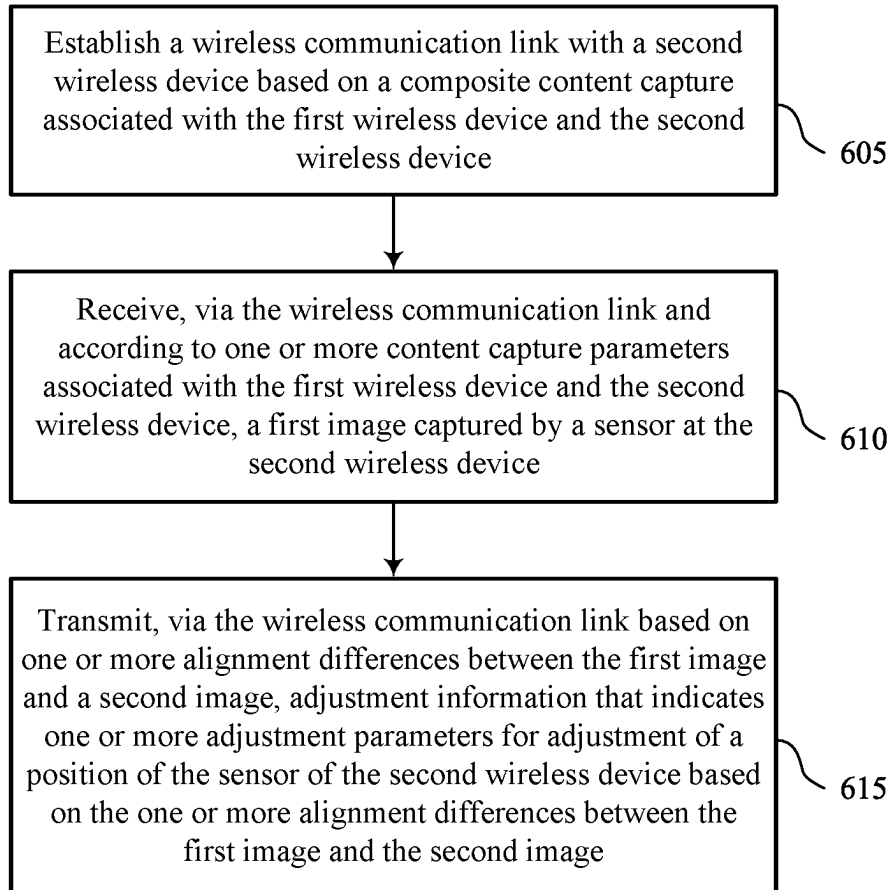 Establish a wireless communication link with a second
wireless device based on a composite content capture
associated with the first wireless device and the second
wireless device
605
Receive, via the wireless communication link and
according to one or more content capture parameters
associated with the first wireless device and the second
wireless device, a first image captured by a sensor at the
second wireless device
610
Transmit, via the wireless communication link based on
one or more alignment differences between the first image
and a second image, adjustment information that indicates
one or more adjustment parameters for adjustment of a
position of the sensor of the second wireless device based
on the one or more alignment differences between the
first image and the second image
615